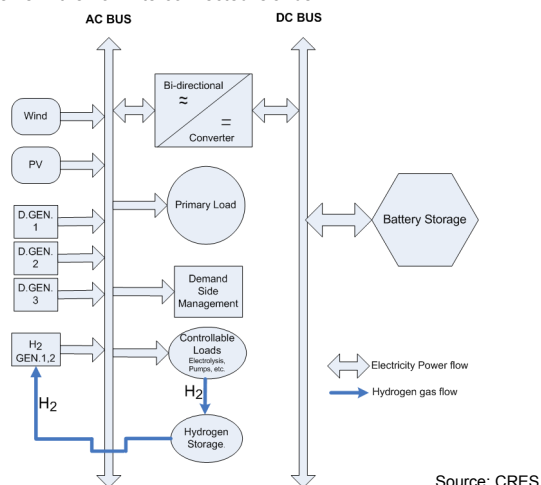 AC BUS
DC BUS
Bi-directional
≈
=
Converter
Wind
PV
Primary Load
D.GEN.
1
D.GEN.
2
D.GEN.
3
Battery Storage
Demand
Side
Management
H2
GEN.1,2
Controllable
Loads
Electrolysis,
Pumps, etc.
Electricity Power flow
Hydrogen gas flow
H2
H2
Hydrogen
Storage.
Source: CRES